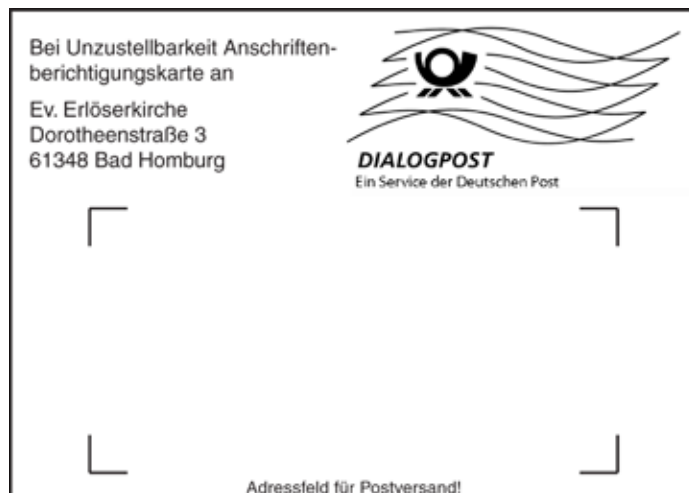 Bei Unzustellbarkeit Anschriften-
berichtigungskarte an
Ev. Erlöserkirche
Dorotheenstraße 3
61348 Bad Homburg
DIALOGPOST
Ein Service der Deutschen Post
Adressfeld für Postversand!